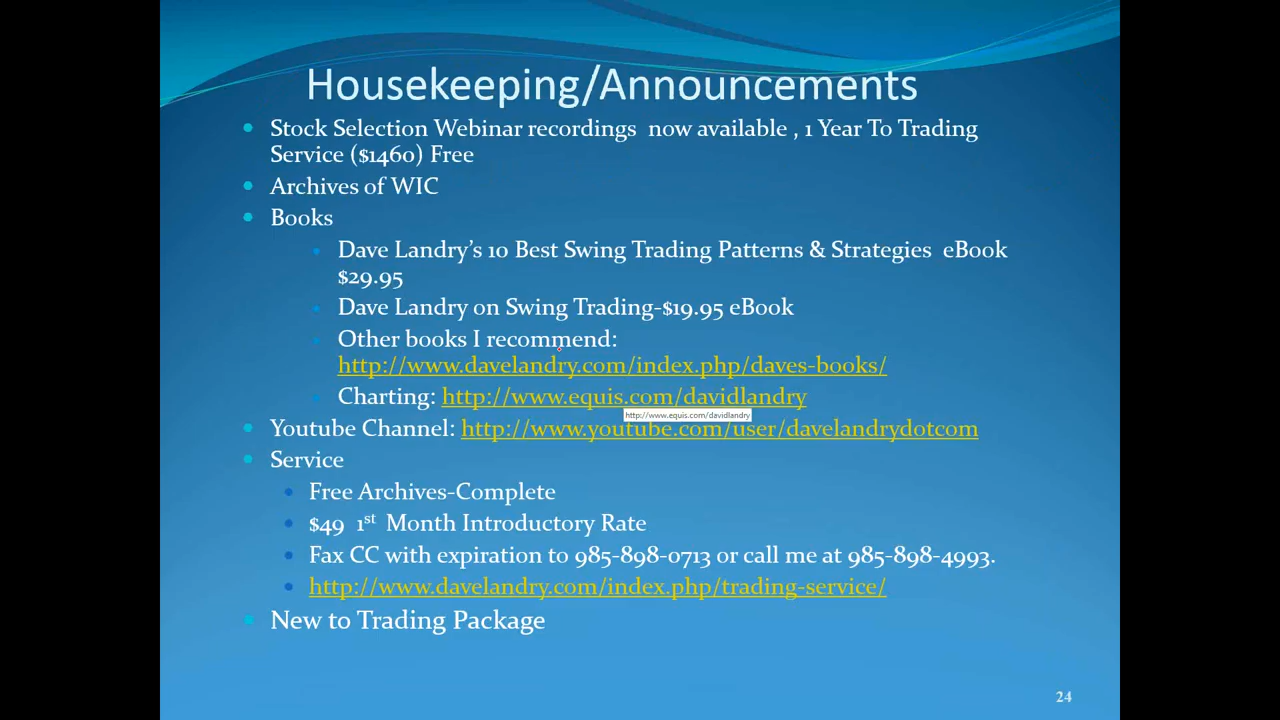 Housekeeping/Announcements
Stock Selection Webinar recordings now available , 1 Year To Trading
Service ($1460) Free
Archives of WIC
Books
Dave Landry's 10 Best Swing Trading Patterns & Strategies eBook
$29.95
Dave Landry on Swing Trading-$19.95 eBook
Other books I recommend:
http://www.davelandry.com/index.php/daves-books/
Charting: http://www.equis.com/davidlandry
http://www.equis.com/davidlandry
Youtube Channel: http://www.youtube.com/user/davelandrydotcom
Service
Free Archives-Complete
$49 1st Month Introductory Rate
Fax CC with expiration to 985-898-0713 or call me at 985-898-4993.
http://www.davelandry.com/index.php/trading-service/
New to Trading Package
24